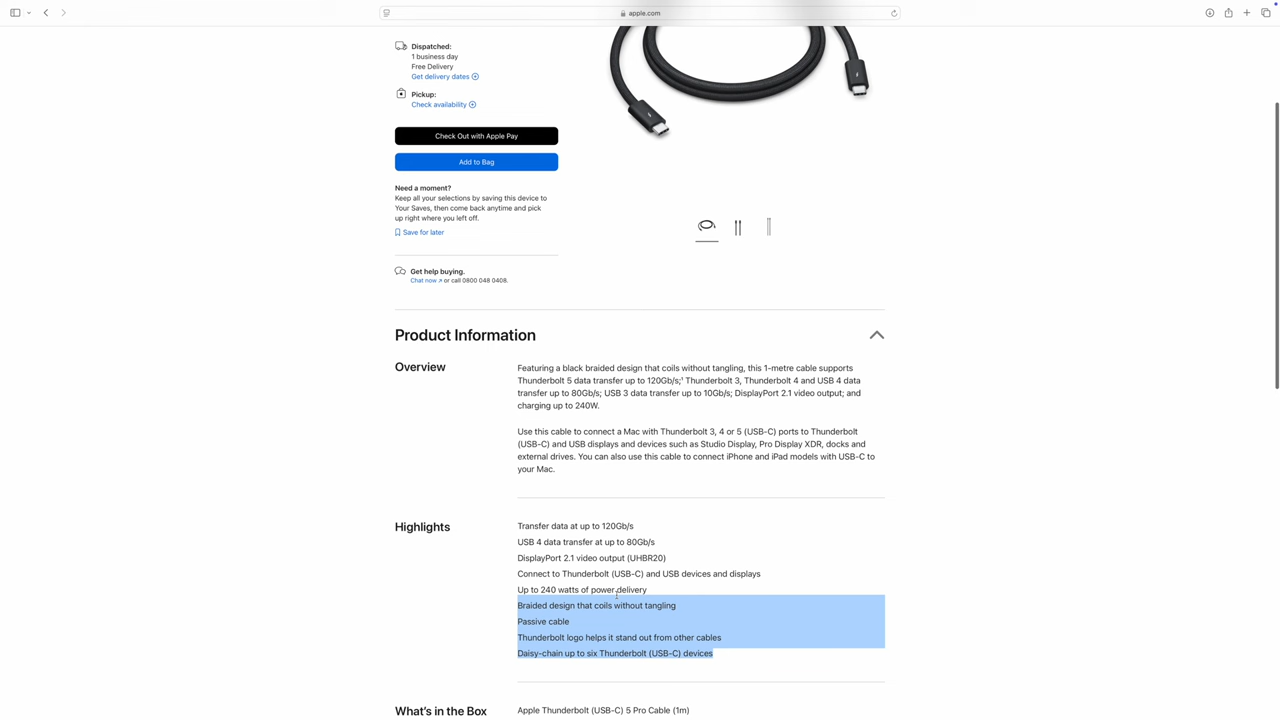 apple.com
Dispatched:
1 business day
Free Delivery
Get delivery dates
Pickup:
Check availability
Check Out with Apple Pay
Add to Bag
Need a moment?
Keep all your selections by saving this device to
Your Saves, then come back anytime and pick
up right where you left off.
Save for later
Get help buying.
Chat now ↗ or call 0800 048 0408.
Product Information
Overview
Featuring a black braided design that coils without tangling, this 1-metre cable supports
Thunderbolt 5 data transfer up to 120Gb/s;¹ Thunderbolt 3, Thunderbolt 4 and USB 4 data
transfer up to 80Gb/s; USB 3 data transfer up to 10Gb/s; DisplayPort 2.1 video output; and
charging up to 240W.
Use this cable to connect a Mac with Thunderbolt 3, 4 or 5 (USB-C) ports to Thunderbolt
(USB-C) and USB displays and devices such as Studio Display, Pro Display XDR, docks and
external drives. You can also use this cable to connect iPhone and iPad models with USB-C to
your Mac.
Highlights
Transfer data at up to 120Gb/s
USB 4 data transfer at up to 80Gb/s
DisplayPort 2.1 video output (UHBR20)
Connect to Thunderbolt (USB-C) and USB devices and displays
Up to 240 watts of power delivery
Braided design that coils without tangling
Passive cable
Thunderbolt logo helps it stand out from other cables
Daisy-chain up to six Thunderbolt (USB-C) devices
What's in the Box
Apple Thunderbolt (USB-C) 5 Pro Cable (1m)